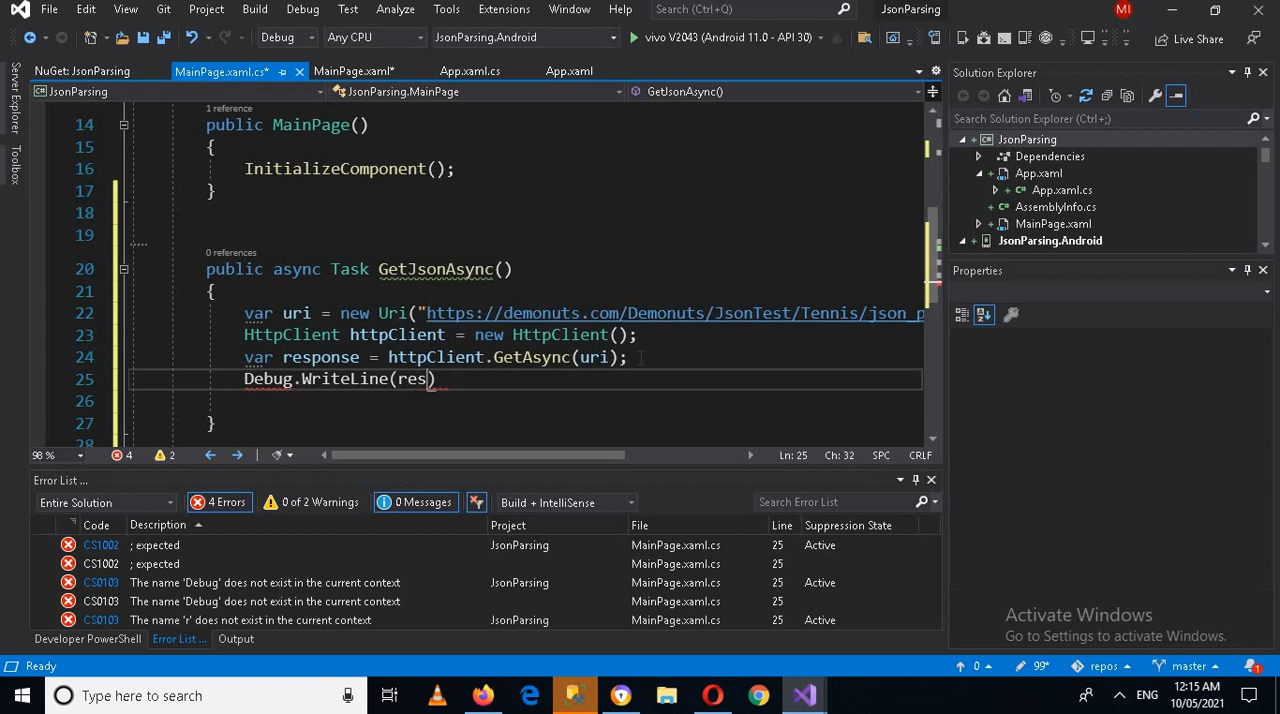 File Edit View Git Project Build Debug Test Analyze Tools Extensions Window Help Search (Ctrl+Q) JsonParsing MI
Debug Any CPU JsonParsing.Android vivo V2043 (Android 11.0 - API 30) Live Share
NuGet: JsonParsing MainPage.xaml.cs* MainPage.xaml* App.xaml.cs App.xaml
JsonParsing JsonParsing.MainPage GetJsonAsync()
Server Explorer
Toolbox
1 reference
14 public MainPage()
15 {
16 InitializeComponent();
17 }
18
19
0 references
20 public async Task GetJsonAsync()
21 {
22 var uri = new Uri("https://demonuts.com/Demonuts/JsonTest/Tennis/json_p
23 HttpClient httpClient = new HttpClient();
24 var response = httpClient.GetAsync(uri);
25 Debug.WriteLine(res)
26
27 }
28
98 % 4 2 Ln: 25 Ch: 32 SPC CRLF
Error List ...
Entire Solution 4 Errors 0 of 2 Warnings 0 Messages Build + IntelliSense Search Error List
Code Description Project File Line Suppression State
CS1002 ; expected JsonParsing MainPage.xaml.cs 25 Active
CS1002 ; expected MainPage.xaml.cs 25
CS0103 The name 'Debug' does not exist in the current context JsonParsing MainPage.xaml.cs 25 Active
CS0103 The name 'Debug' does not exist in the current context MainPage.xaml.cs 25
CS0103 The name 'r' does not exist in the current context JsonParsing MainPage.xaml.cs 25 Active
Developer PowerShell Error List ... Output
Solution Explorer
Search Solution Explorer (Ctrl+;)
JsonParsing
Dependencies
App.xaml
App.xaml.cs
AssemblyInfo.cs
MainPage.xaml
JsonParsing.Android
Properties
Activate Windows
Go to Settings to activate Windows.
Ready 0 99* repos master 1
Type here to search ENG 12:15 AM
10/05/2021